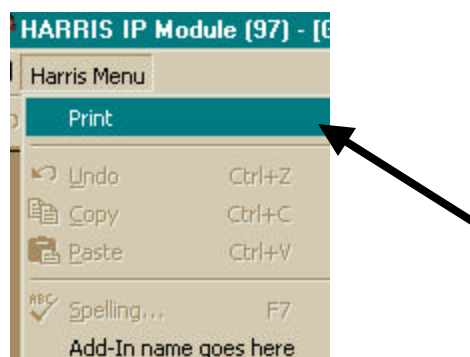 HARRIS IP Module (97) - [
Harris Menu
Print
Undo Ctrl+Z
Copy Ctrl+C
Paste Ctrl+V
ABC
Spelling... F7
Add-In name goes here